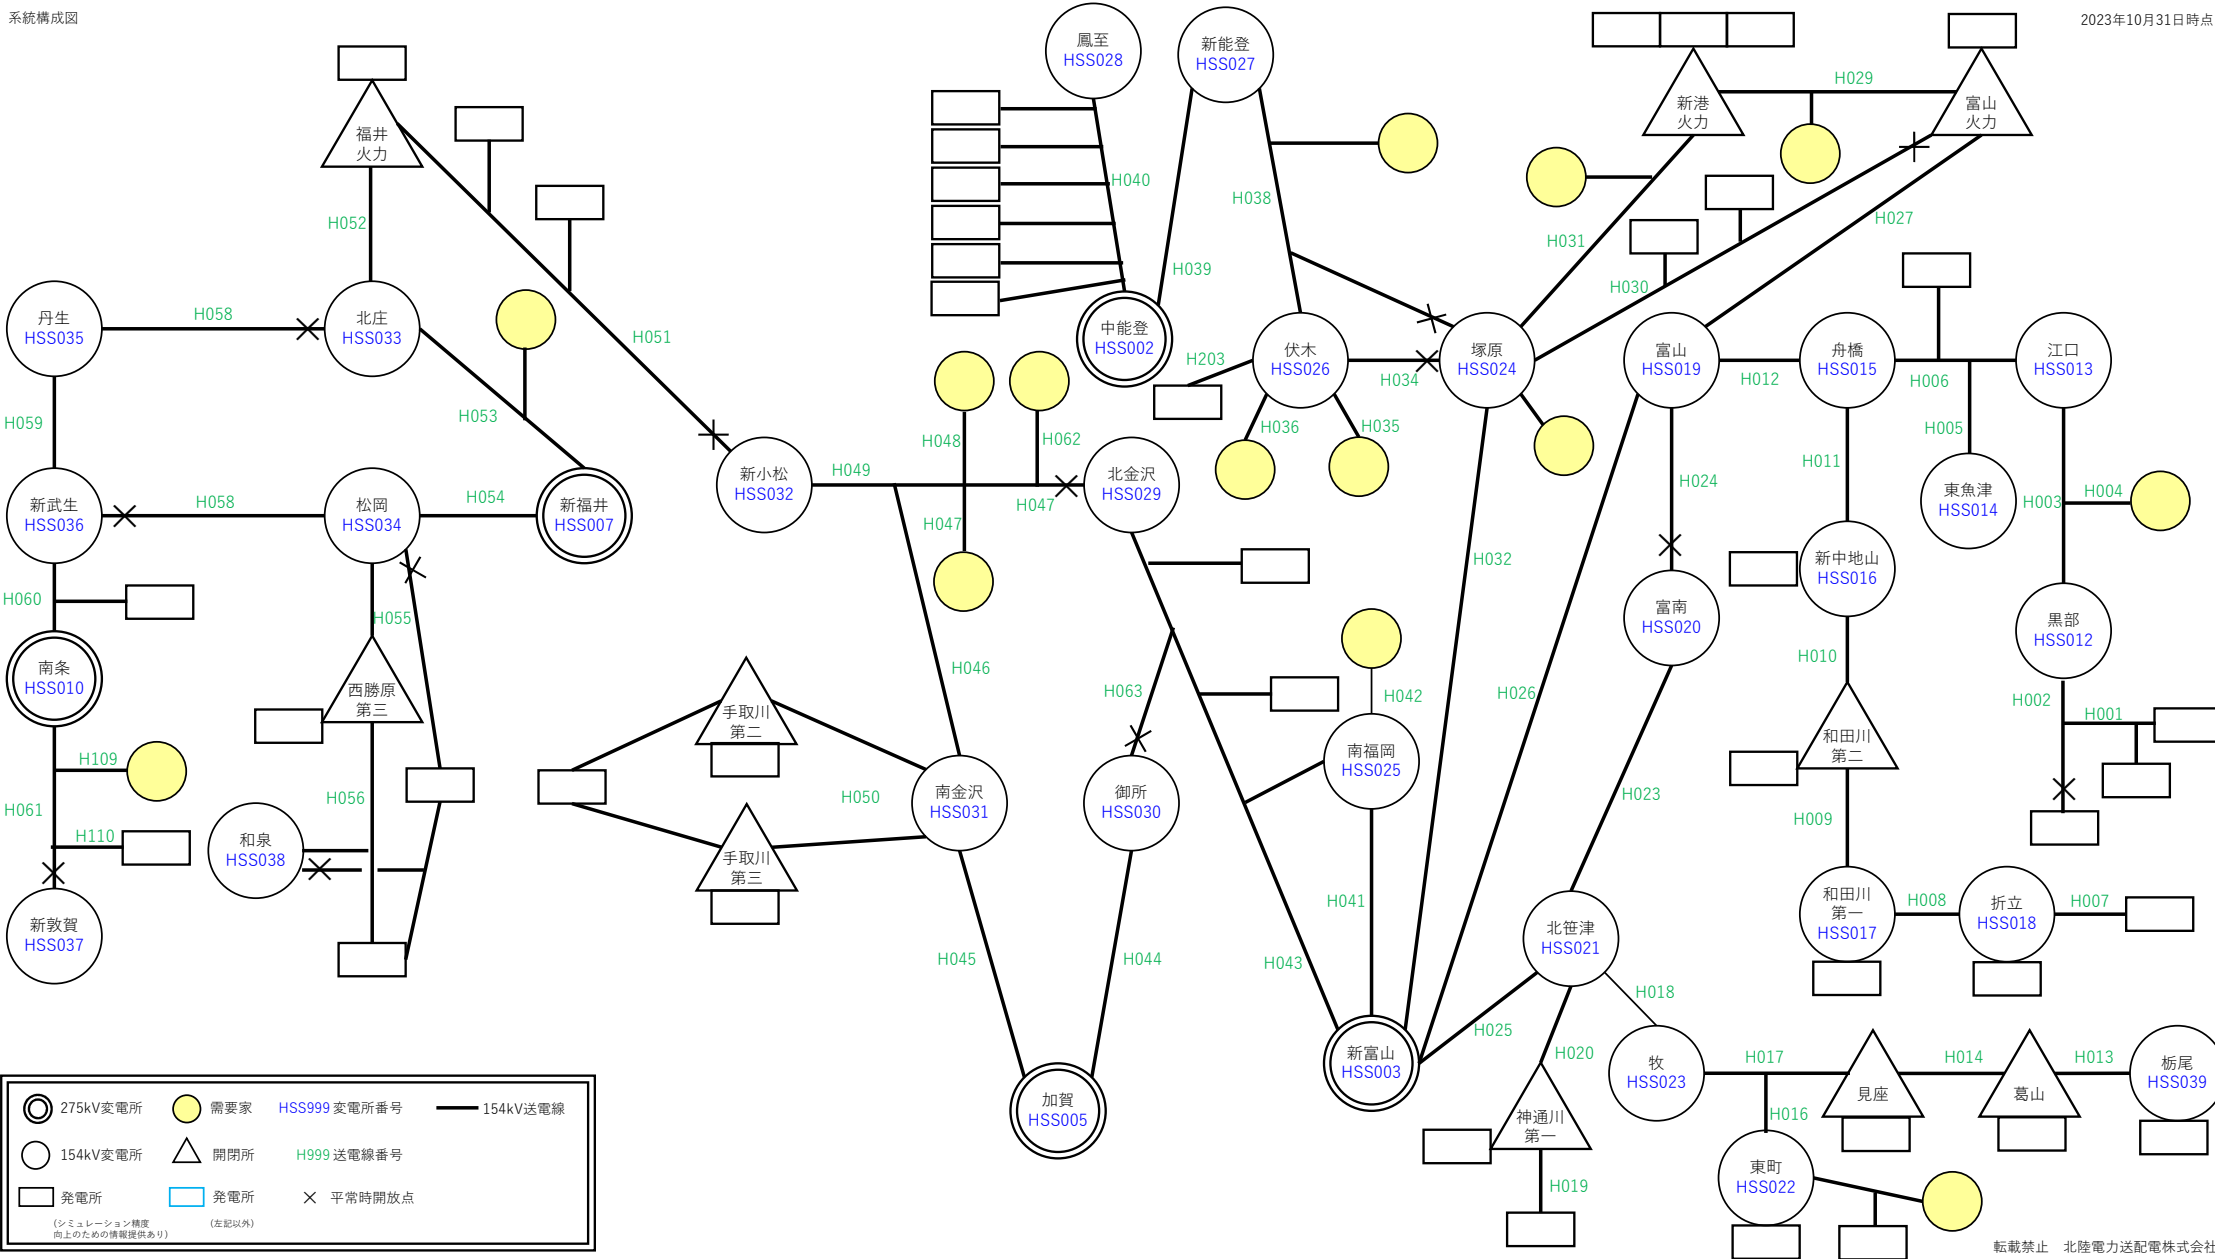 系統構成図
2023年10月31日時点
鳳至
HSS028
新能登
HSS027
福井
火力
新港
火力
富山
火力
H029
H052
H040
H038
H039
H031
H030
H027
丹生
HSS035
H058
北庄
HSS033
H051
中能登
HSS002
H203
伏木
HSS026
H034
塚原
HSS024
富山
HSS019
H012
舟橋
HSS015
H006
江口
HSS013
H059
H053
H048
H062
H036
H035
H005
新武生
HSS036
H058
松岡
HSS034
H054
新福井
HSS007
新小松
HSS032
H049
H047
H047
北金沢
HSS029
H024
H011
東魚津
HSS014
H003
H004
H032
新中地山
HSS016
H060
H055
富南
HSS020
黒部
HSS012
南条
HSS010
西勝原
第三
H046
H063
H042
H026
H010
H002
H001
手取川
第二
南福岡
HSS025
和田川
第二
H109
H061
H110
H056
H050
南金沢
HSS031
御所
HSS030
H023
H009
和泉
HSS038
手取川
第三
H041
新敦賀
HSS037
H045
H044
H043
北笹津
HSS021
和田川
第一
HSS017
H008
折立
HSS018
H007
H018
H025
H020
新富山
HSS003
牧
HSS023
H017
見座
H014
葛山
H013
栃尾
HSS039
加賀
HSS005
神通川
第一
H016
東町
HSS022
H019
275kV変電所
需要家
HSS999 変電所番号
154kV送電線
154kV変電所
開閉所
H999 送電線番号
発電所
(シミュレーション精度
向上のための情報提供あり)
発電所
(左記以外)
平常時開放点
転載禁止　北陸電力送配電株式会社